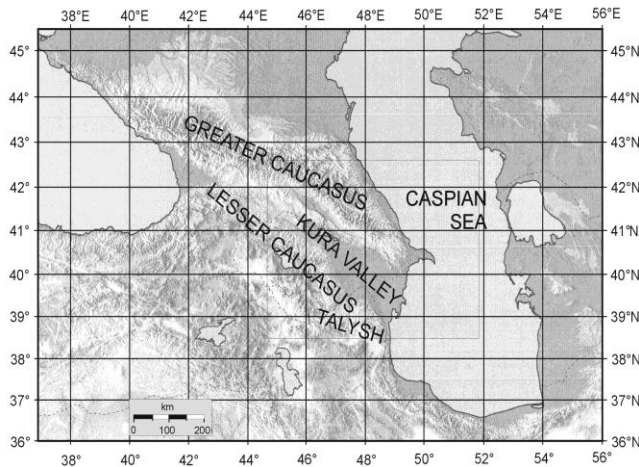 38° 40° 42° 44° 46° 48° 50° 52° 54° 56°E
45° 45°N
44° 44°N
43° 43°N
GREATER CAUCASUS
42° 42°N
LESSER CAUCASUS
CASPIAN
SEA
41° 41°N
KURA VALLEY
40° 40°N
39° 39°N
TALYSH
38° 38°N
37° 37°N
km
0 100 200
36° 36°N
38° 40° 42° 44° 46° 48° 50° 52° 54° 56°E